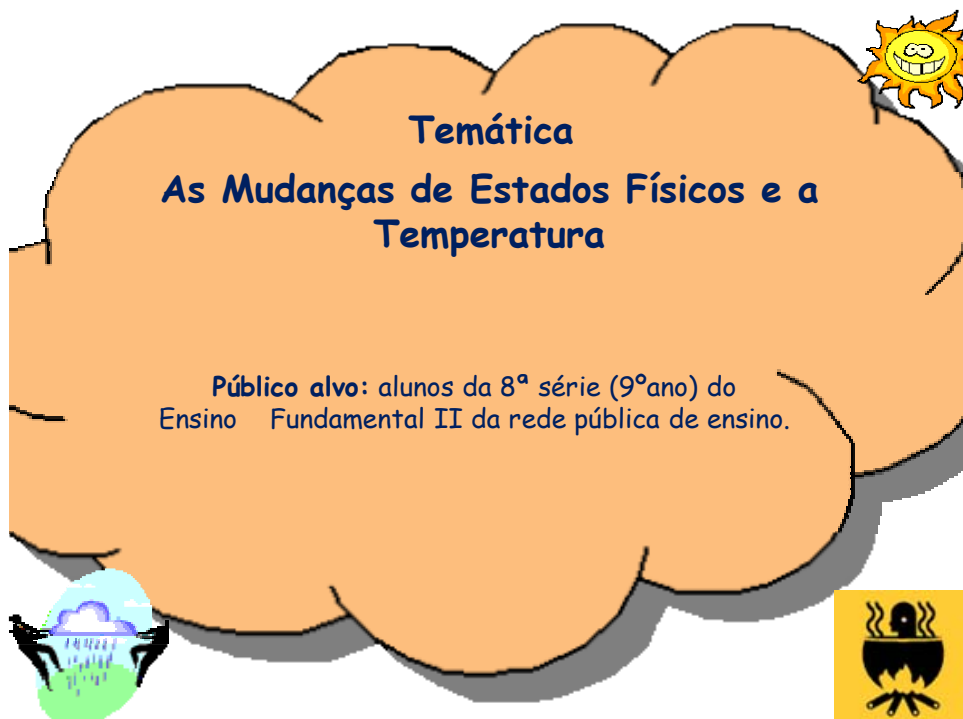 Temática
As Mudanças de Estados Físicos e a
Temperatura
Público alvo: alunos da 8ª série (9ºano) do
Ensino Fundamental II da rede pública de ensino.